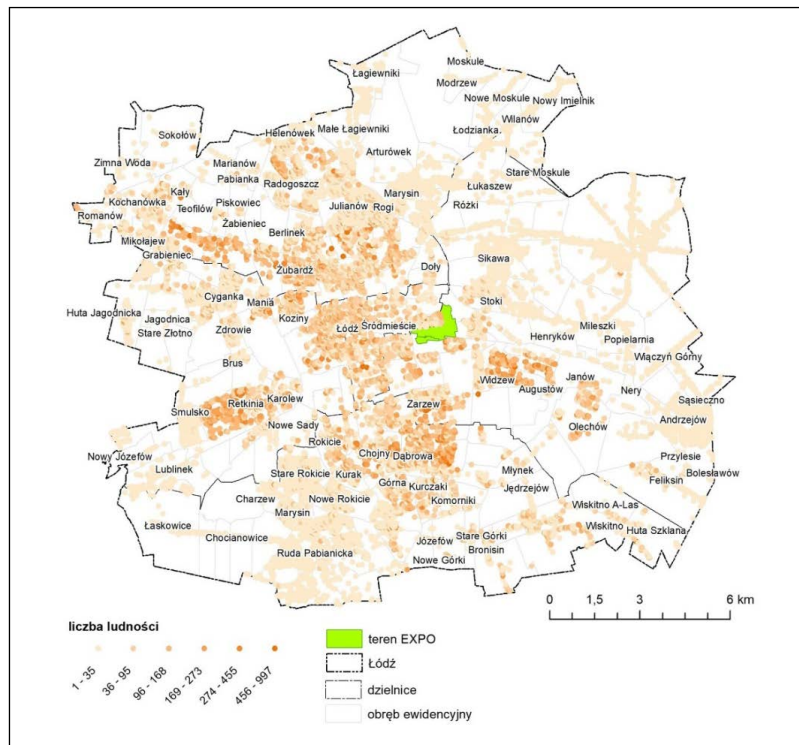 Moskule
Łagiewniki
Modrzew
Nowe Moskule
Nowy Imielnik
Wilanów
Łodzianka
Małe Łagiewniki
Helenówek
Sokołów
Arturówek
Zimna Woda
Marianów
Stare Moskule
Pabianka
Radogoszcz
Łukaszew
Kały
Marysin
Kochanówka
Piskowiec
Julianów
Rogi
Różki
Teofilów
Romanów
Żabieniec
Berlinek
Mikołajew
Grabieniec
Sikawa
Doły
Żubardź
Cyganka
Mania
Stoki
Huta Jagodnicka
Jagodnica
Koziny
Łódź
Śródmieście
Mileszki
Stare Złotno
Zdrowie
Henryków
Popielarnia
Wiączyń Górny
Brus
Widzew
Janów
Augustów
Nery
Retkinia
Karolew
Sąsieczno
Smulsko
Zarzew
Nowe Sady
Olechów
Andrzejów
Rokicie
Nowy Józefów
Chojny
Dąbrowa
Przylesie
Lublinek
Stare Rokicie
Kurak
Młynek
Bolesławów
Górna
Kurczaki
Jędrzejów
Feliksin
Charzew
Nowe Rokicie
Komorniki
Wiskitno A-Las
Marysin
Łaskowice
Wiskitno
Huta Szklana
Chocianowice
Józefów
Stare Górki
Ruda Pabianicka
Bronisin
Nowe Górki
0 1,5 3 6 km
liczba ludności
1 - 35
36 - 95
96 - 168
169 - 273
274 - 455
456 - 997
teren EXPO
Łódź
dzielnice
obręb ewidencyjny